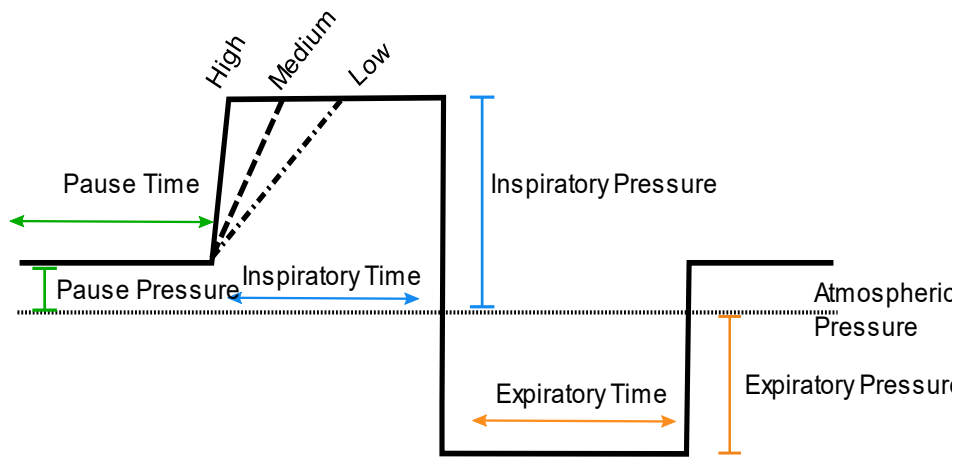 High
Medium
Low
Pause Time
Inspiratory Pressure
Inspiratory Time
Pause Pressure
Atmospheric
Pressure
Expiratory Time
Expiratory Pressure